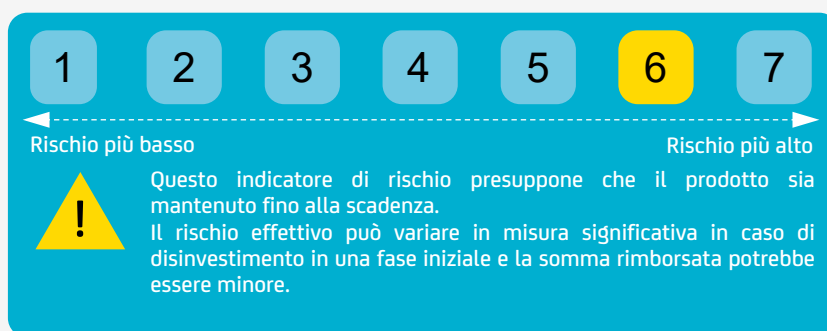 1 2 3 4 5 6 7
Rischio più basso Rischio più alto
!
Questo indicatore di rischio presuppone che il prodotto sia
mantenuto fino alla scadenza.
Il rischio effettivo può variare in misura significativa in caso di
disinvestimento in una fase iniziale e la somma rimborsata potrebbe
essere minore.